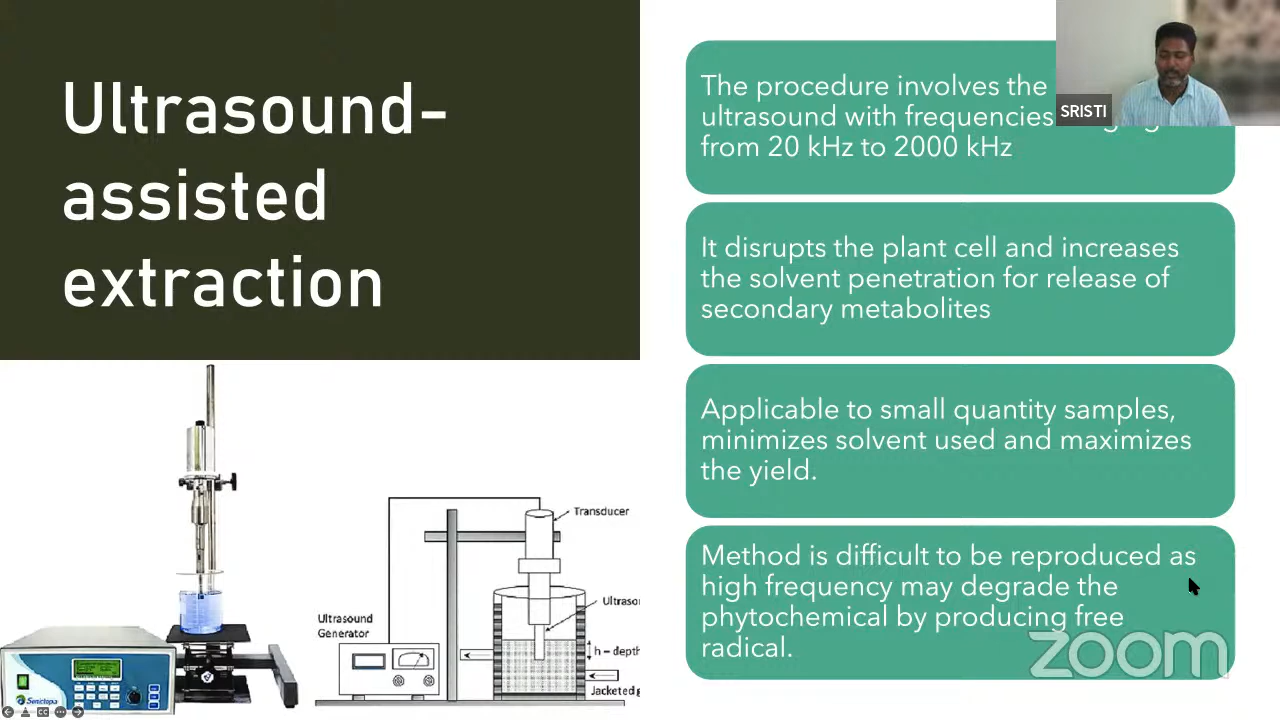 Ultrasound-
assisted
extraction
The procedure involves the
ultrasound with frequencies
from 20 kHz to 2000 kHz
SRISTI
It disrupts the plant cell and increases
the solvent penetration for release of
secondary metabolites
Applicable to small quantity samples,
minimizes solvent used and maximizes
the yield.
Method is difficult to be reproduced as
high frequency may degrade the
phytochemical by producing free
radical.
Transducer
Ultrasound
Generator
h - depth
zoom